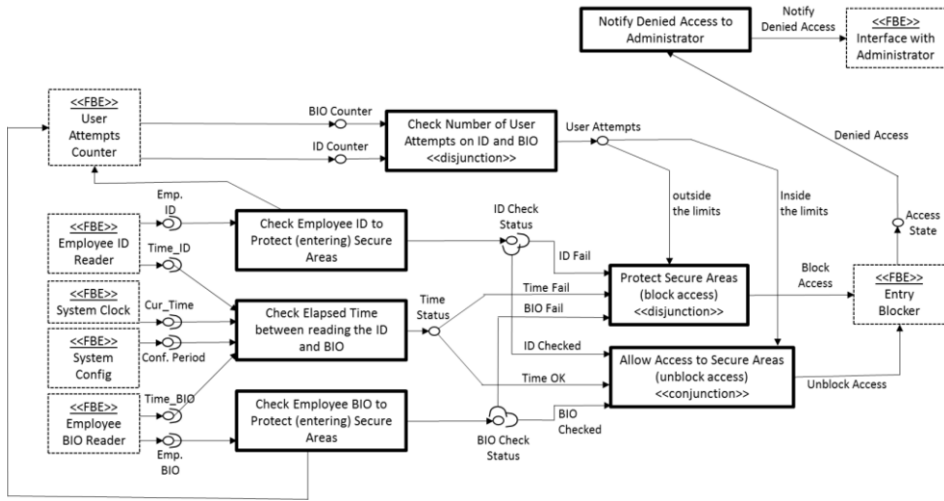 Notify Denied Access to
Administrator
Notify
Denied Access
<<FBE>>
Interface with
Administrator
<<FBE>>
User
Attempts
Counter
BIO Counter
ID Counter
Check Number of User
Attempts on ID and BIO
<<disjunction>>
User Attempts
Denied Access
outside
the limits
Inside
the limits
Access
State
Emp.
ID
<<FBE>>
Employee ID
Reader
Time_ID
Check Employee ID to
Protect (entering) Secure
Areas
ID Check
Status
ID Fail
Time Fail
BIO Fail
Protect Secure Areas
(block access)
<<disjunction>>
Block
Access
<<FBE>>
Entry
Blocker
<<FBE>>
System Clock
Cur_Time
<<FBE>>
System
Config
Conf. Period
Check Elapsed Time
between reading the ID
and BIO
Time
Status
ID Checked
Time OK
Allow Access to Secure Areas
(unblock access)
<<conjunction>>
Unblock Access
<<FBE>>
Employee
BIO Reader
Time_BIO
Emp.
BIO
Check Employee BIO to
Protect (entering) Secure
Areas
BIO Check
Status
BIO
Checked